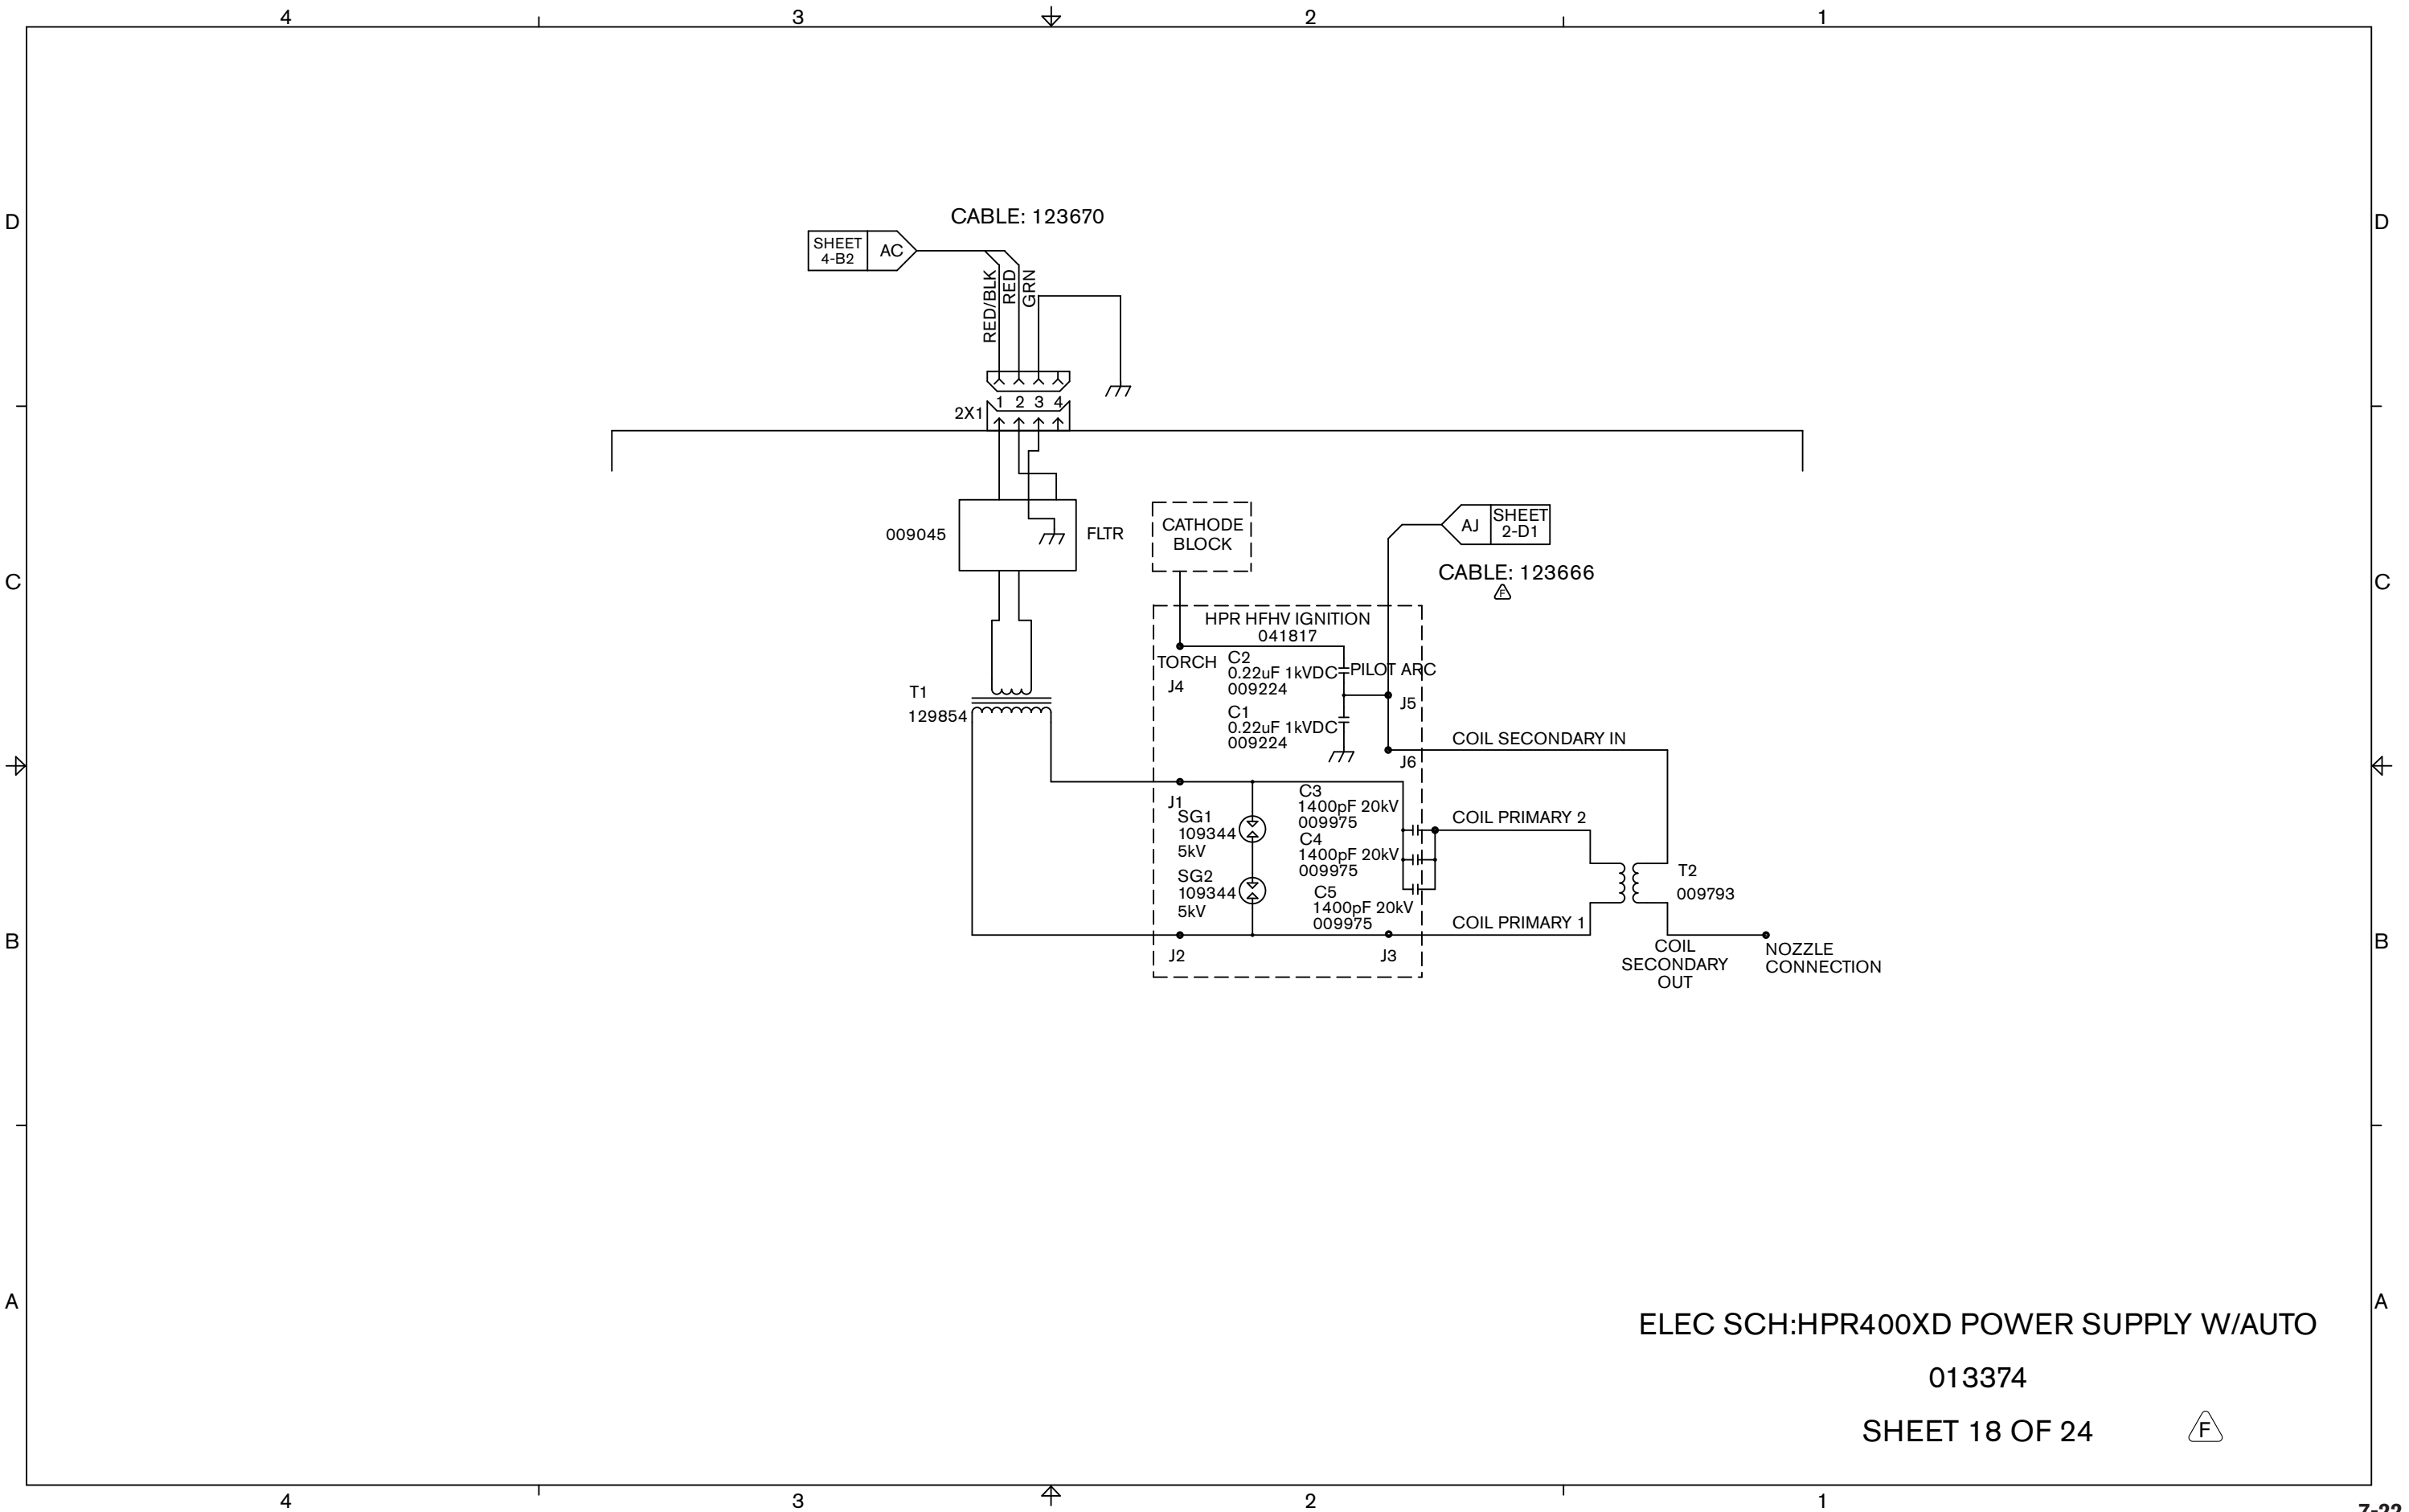 4 3 2 1
D D
CABLE: 123670
SHEET
4-B2
AC
RED/BLK
RED
GRN
1 2 3 4
2X1
009045
FLTR
CATHODE
BLOCK
AJ
SHEET
2-D1
CABLE: 123666
F
C C
HPR HFHV IGNITION
041817
TORCH
J4
C2
0.22uF 1kVDC
009224
PILOT ARC
J5
C1
0.22uF 1kVDC
009224
T1
129854
COIL SECONDARY IN
J6
J1
SG1
109344
5kV
SG2
109344
5kV
C3
1400pF 20kV
009975
C4
1400pF 20kV
009975
C5
1400pF 20kV
009975
COIL PRIMARY 2
T2
009793
COIL PRIMARY 1
B B
J2
J3
COIL
SECONDARY
OUT
NOZZLE
CONNECTION
A A
ELEC SCH:HPR400XD POWER SUPPLY W/AUTO
013374
SHEET 18 OF 24
F
4 3 2 1
7-22